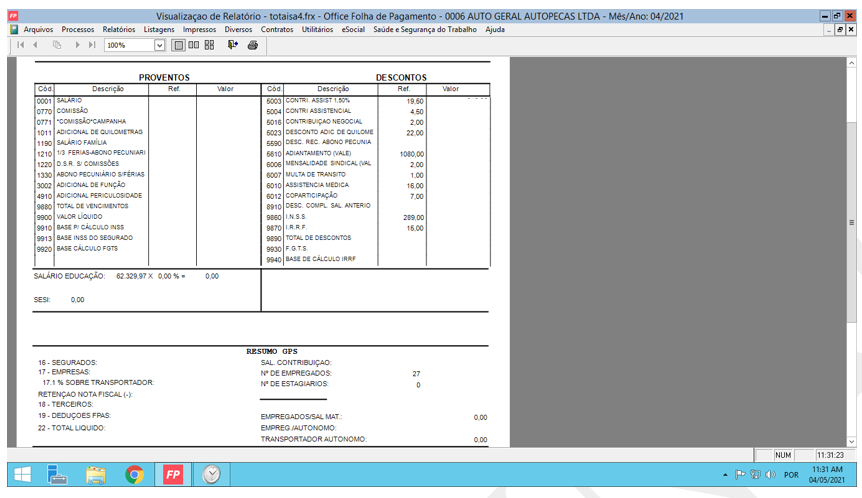 Visualizaçao de Relatório - totaisa4.frx - Office Folha de Pagamento - 0006 AUTO GERAL AUTOPECAS LTDA - Mês/Ano: 04/2021
Arquivos Processos Relatórios Listagens Impressos Diversos Contratos Utilitários eSocial Saúde e Segurança do Trabalho Ajuda
100%
PROVENTOS DESCONTOS
Cód. Descrição Ref. Valor Cód. Descrição Ref. Valor
0001 SALÁRIO 5003 CONTRI. ASSIST 1,50% 19,50
0770 COMISSÃO 5004 CONTRI ASSISTENCIAL 4,50
0771 *COMISSÃO*CAMPANHA 5016 CONTRIBUIÇAO NEGOCIAL 2,00
1011 ADICIONAL DE QUILOMETRAG 5023 DESCONTO ADIC DE QUILOME 22,00
1190 SALÁRIO FAMÍLIA 5590 DESC. REC. ABONO PECUNIA
1210 1/3 FERIAS-ABONO PECUNIARI 5810 ADIANTAMENTO (VALE) 1080,00
1220 D.S.R. S/ COMISSÕES 6006 MENSALIDADE SINDICAL (VAL 2,00
1330 ABONO PECUNIÁRIO S/FÉRIAS 6007 MULTA DE TRANSITO 1,00
3002 ADICIONAL DE FUNÇÃO 6010 ASSISTENCIA MEDICA 16,00
4910 ADICIONAL PERICULOSIDADE 6012 COPARTICIPAÇÃO 7,00
9880 TOTAL DE VENCIMENTOS 8910 DESC. COMPL. SAL. ANTERIO
9900 VALOR LÍQUIDO 9860 I.N.S.S. 289,00
9910 BASE P/ CÁLCULO INSS 9870 I.R.R.F. 16,00
9913 BASE INSS DO SEGURADO 9890 TOTAL DE DESCONTOS
9920 BASE CÁLCULO FGTS 9930 F.G.T.S.
9940 BASE DE CÁLCULO IRRF
SALÁRIO EDUCAÇÃO: 62.329,97 X 0,00 % = 0,00
SESI: 0,00
RESUMO GPS
16 - SEGURADOS: SAL. CONTRIBUIÇAO:
17 - EMPRESAS: Nº DE EMPREGADOS: 27
17.1 % SOBRE TRANSPORTADOR: Nº DE ESTAGIARIOS: 0
RETENÇAO NOTA FISCAL (-):
18 - TERCEIROS:
19 - DEDUÇOES FPAS: EMPREGADOS/SAL MAT.: 0,00
22 - TOTAL LIQUIDO: EMPREG./AUTONOMO:
TRANSPORTADOR AUTONOMO: 0,00
NUM 11:31:23
FP POR 11:31 AM
04/05/2021